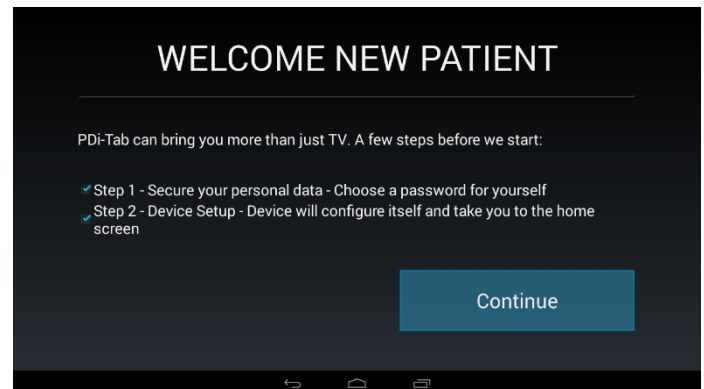 WELCOME NEW PATIENT
PDi-Tab can bring you more than just TV. A few steps before we start:
Step 1 - Secure your personal data - Choose a password for yourself
Step 2 - Device Setup - Device will configure itself and take you to the home
screen
Continue